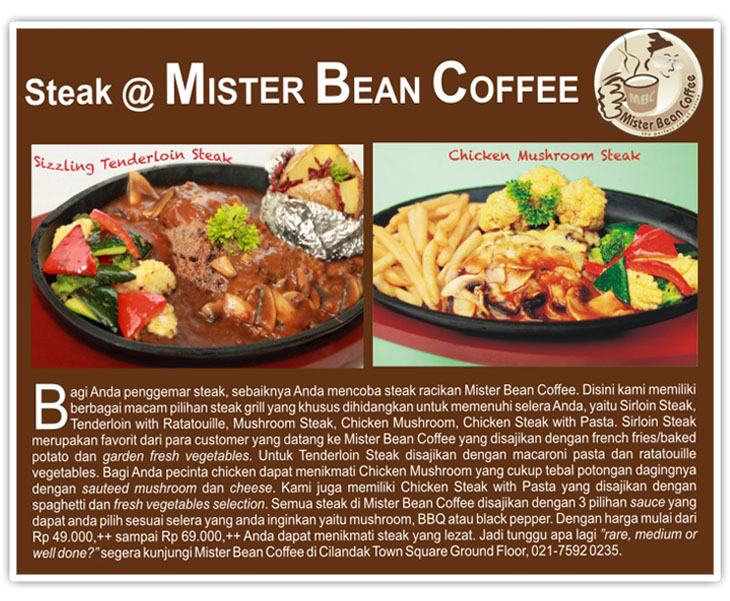 Steak @ MISTER BEAN COFFEE
MBC
Mister Bean Coffee
Sizzling Tenderloin Steak
Chicken Mushroom Steak
Bagi Anda penggemar steak, sebaiknya Anda mencoba steak racikan Mister Bean Coffee. Disini kami memiliki
berbagai macam pilihan steak grill yang khusus dihidangkan untuk memenuhi selera Anda, yaitu Sirloin Steak,
Tenderloin with Ratatouille, Mushroom Steak, Chicken Mushroom, Chicken Steak with Pasta. Sirloin Steak
merupakan favorit dari para customer yang datang ke Mister Bean Coffee yang disajikan dengan french fries/baked
potato dan garden fresh vegetables. Untuk Tenderloin Steak disajikan dengan macaroni pasta dan ratatouille
vegetables. Bagi Anda pecinta chicken dapat menikmati Chicken Mushroom yang cukup tebal potongan dagingnya
dengan sauteed mushroom dan cheese. Kami juga memiliki Chicken Steak with Pasta yang disajikan dengan
spaghetti dan fresh vegetables selection. Semua steak di Mister Bean Coffee disajikan dengan 3 pilihan sauce yang
dapat anda pilih sesuai selera yang anda inginkan yaitu mushroom, BBQ atau black pepper. Dengan harga mulai dari
Rp 49.000,++ sampai Rp 69.000,++ Anda dapat menikmati steak yang lezat. Jadi tunggu apa lagi "rare, medium or
well done?" segera kunjungi Mister Bean Coffee di Cilandak Town Square Ground Floor, 021-7592 0235.